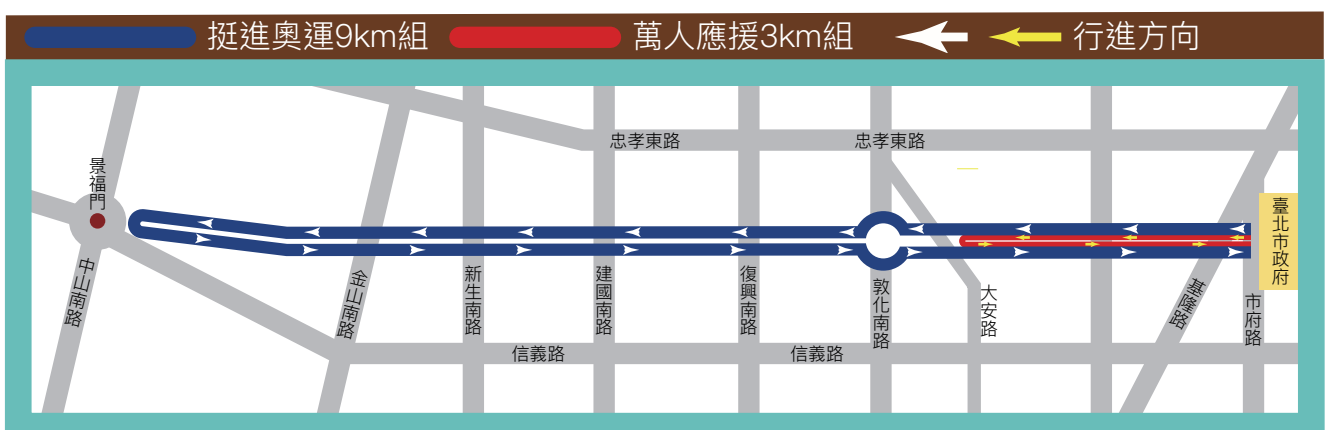 挺進奧運9km組
萬人應援3km組
行進方向
忠孝東路
忠孝東路
景福門
臺北市政府
中山南路
金山南路
新生南路
建國南路
復興南路
敦化南路
大安路
基隆路
市府路
信義路
信義路